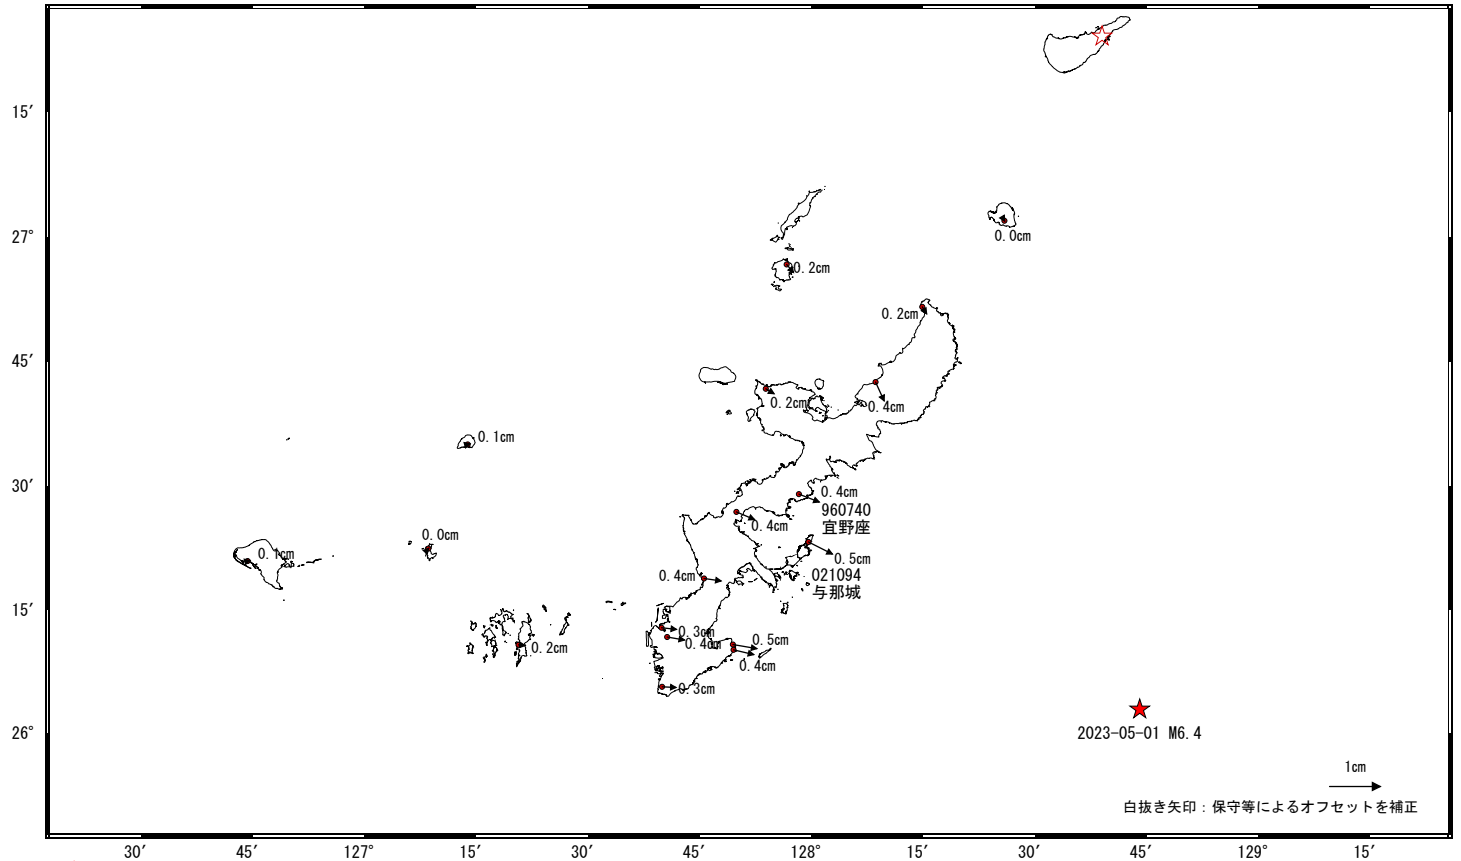 15′
27°
0.0cm
0.2cm
0.2cm
45′
0.2cm
0.4cm
0.1cm
30′
0.4cm
960740
宜野座
0.4cm
0.0cm
0.1cm
0.5cm
021094
与那城
0.4cm
15′
0.3cm
0.4cm
0.5cm
0.2cm
0.4cm
0.3cm
26°
2023-05-01 M6.4
1cm
白抜き矢印：保守等によるオフセットを補正
30′ 45′ 127° 15′ 30′ 45′ 128° 15′ 30′ 45′ 129° 15′